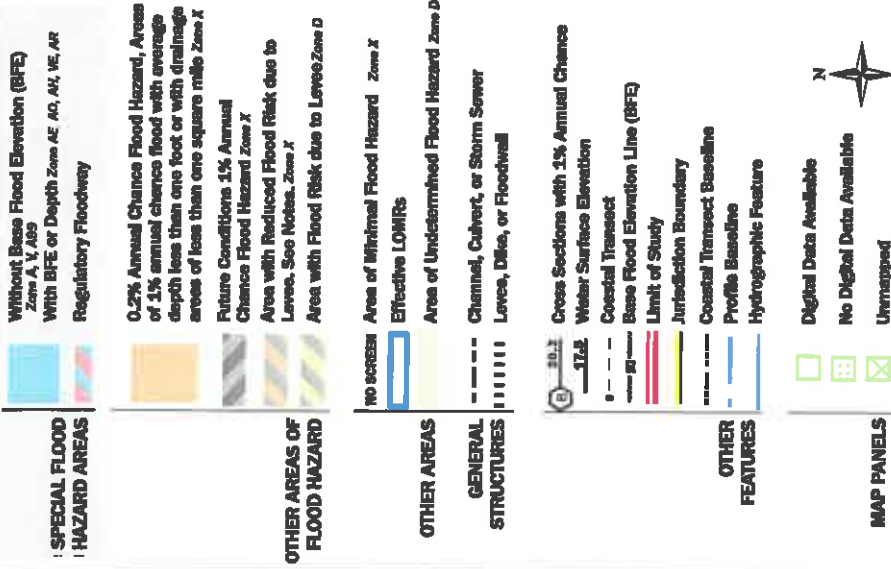 SPECIAL FLOOD
HAZARD AREAS
Without Base Flood Elevation (BFE)
Zone A, V, A99
With BFE or Depth Zone AE, AO, AH, VE, AR
Regulatory Floodway
OTHER AREAS OF
FLOOD HAZARD
0.2% Annual Chance Flood Hazard, Areas
of 1% annual chance flood with average
depth less than one foot or with drainage
areas of less than one square mile Zone X
Future Conditions 1% Annual
Chance Flood Hazard Zone X
Area with Reduced Flood Risk due to
Levee. See Notes. Zone X
Area with Flood Risk due to Levee Zone D
OTHER AREAS
NO SCREEN Area of Minimal Flood Hazard Zone X
Effective LOMRs
Area of Undetermined Flood Hazard Zone D
GENERAL
STRUCTURES
Channel, Culvert, or Storm Sewer
Levee, Dike, or Floodwall
OTHER
FEATURES
B 20.2 Cross Sections with 1% Annual Chance
17.5 Water Surface Elevation
8 Coastal Transect
Base Flood Elevation Line (BFE)
Limit of Study
Jurisdiction Boundary
Coastal Transect Baseline
Profile Baseline
Hydrographic Feature
MAP PANELS
Digital Data Available
No Digital Data Available
Unmapped
N